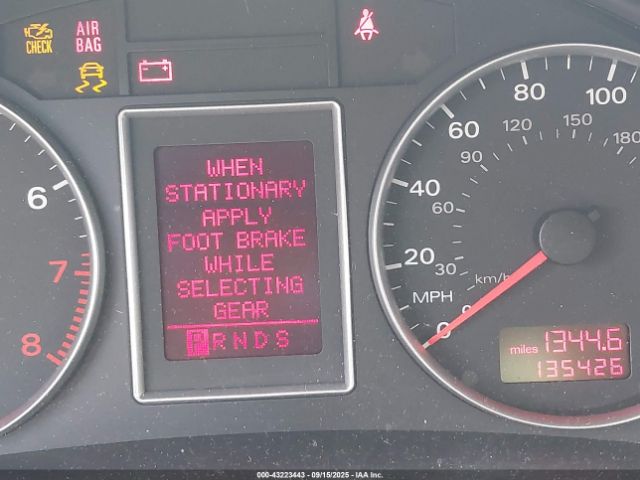 CHECK
AIR
BAG
WHEN
STATIONARY
APPLY
FOOT BRAKE
WHILE
SELECTING
GEAR
P R N D S
6
7
8
0
20
40
60
80
100
30
60
90
120
150
180
km/h
MPH
miles 1344.6
135426
000-43223443 - 09/15/2025 - IAA Inc.